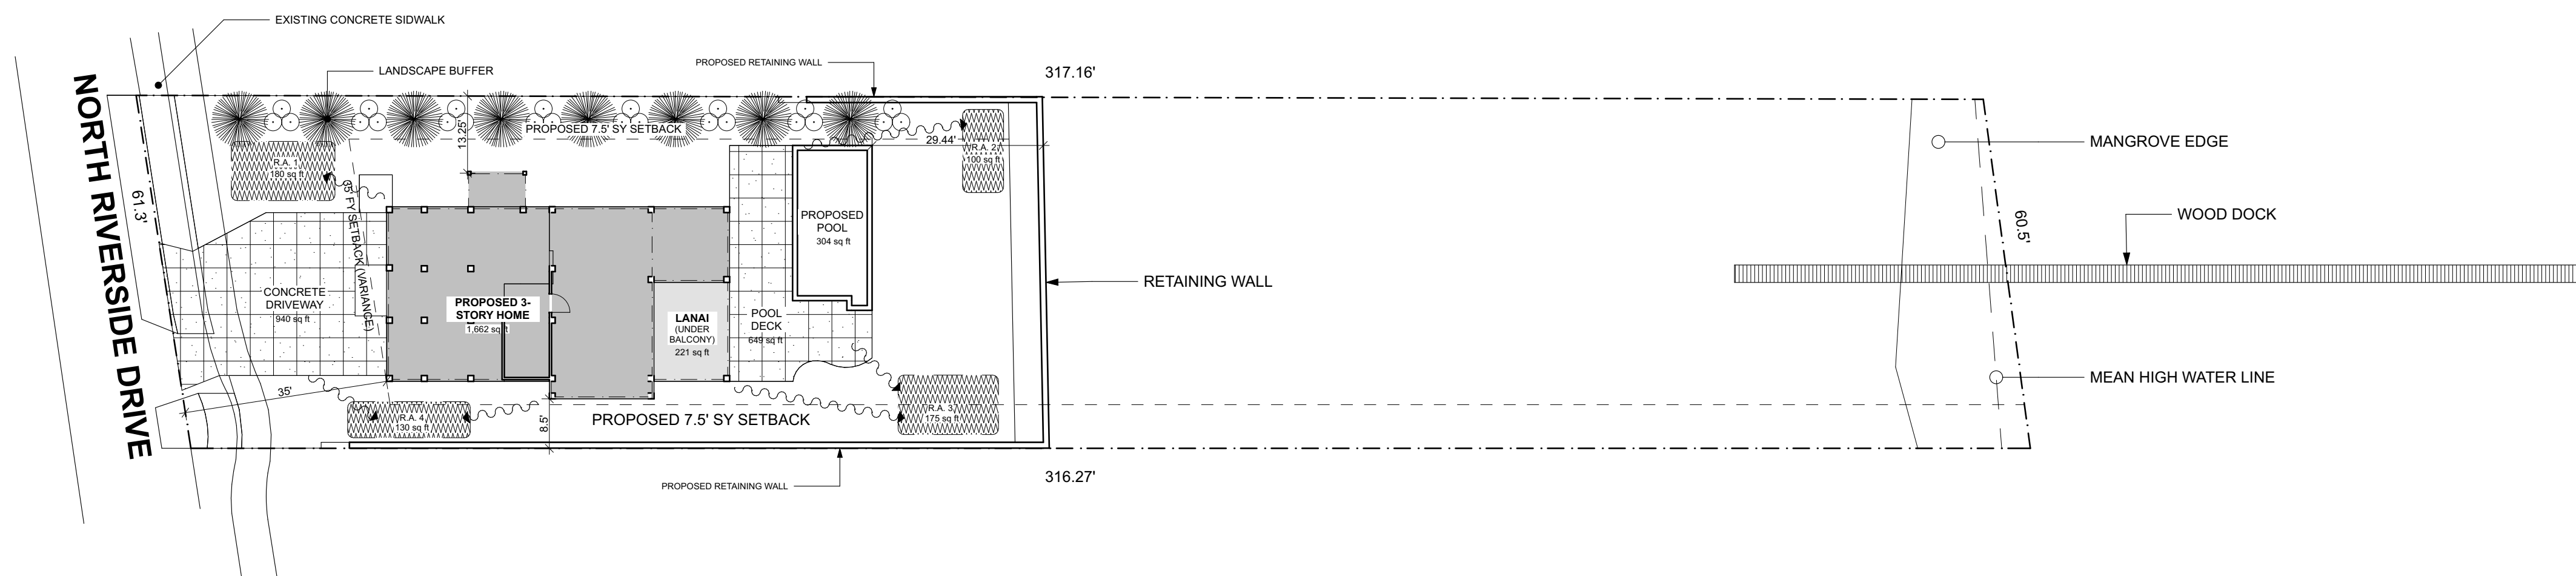 EXISTING CONCRETE SIDWALK
LANDSCAPE BUFFER
PROPOSED RETAINING WALL
317.16'
NORTH RIVERSIDE DRIVE
61.3'
13.25'
PROPOSED 7.5' SY SETBACK
29.44'
R.A. 1
180 sq ft
R.A. 2
100 sq ft
35' FY SETBACK (VARIANCE)
MANGROVE EDGE
WOOD DOCK
60.5'
PROPOSED
POOL
304 sq ft
RETAINING WALL
CONCRETE
DRIVEWAY
940 sq ft
PROPOSED 3-
STORY HOME
1,662 sq ft
LANAI
(UNDER
BALCONY)
221 sq ft
POOL
DECK
649 sq ft
MEAN HIGH WATER LINE
35'
R.A. 4
130 sq ft
8.5'
PROPOSED 7.5' SY SETBACK
R.A. 3
175 sq ft
316.27'
PROPOSED RETAINING WALL